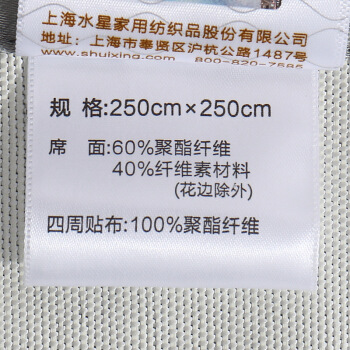 上海水星家用纺织品股份有限公司
上海市奉贤区沪杭公路1487号
www.shuixing.com
规 格:250cm×250cm
席 面:60%聚酯纤维
40%纤维素材料
(花边除外)
四周贴布:100%聚酯纤维